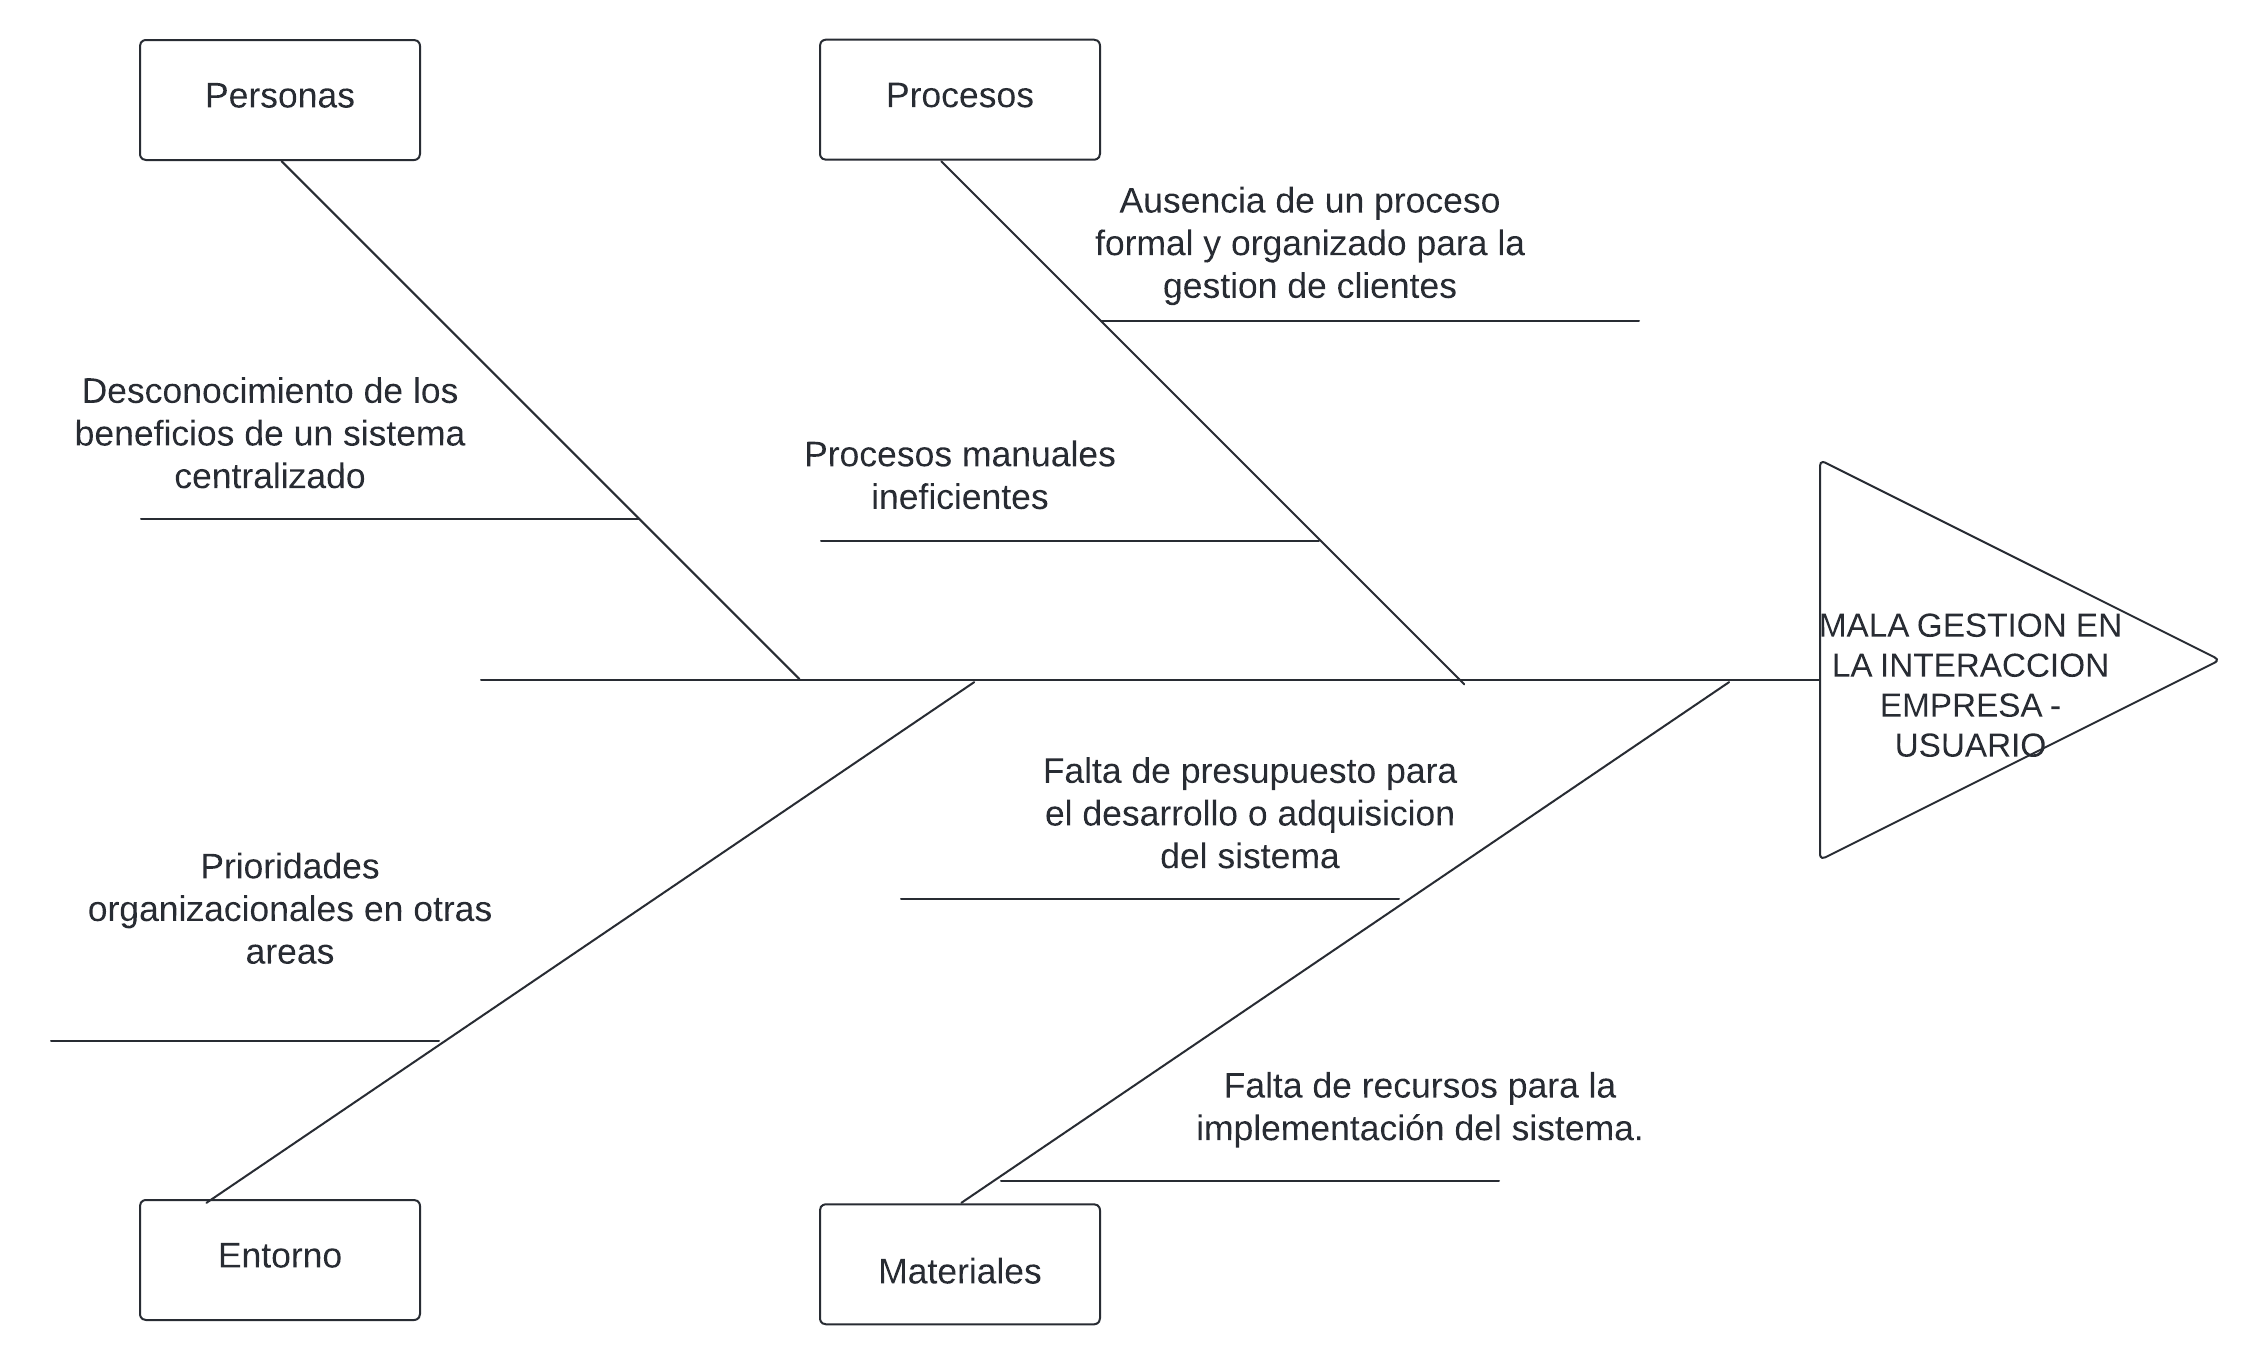 Personas
Procesos
Ausencia de un proceso
formal y organizado para la
gestion de clientes
Desconocimiento de los
beneficios de un sistema
centralizado
Procesos manuales
ineficientes
MALA GESTION EN
LA INTERACCION
EMPRESA -
USUARIO
Falta de presupuesto para
el desarrollo o adquisicion
del sistema
Prioridades
organizacionales en otras
areas
Falta de recursos para la
implementación del sistema.
Entorno
Materiales